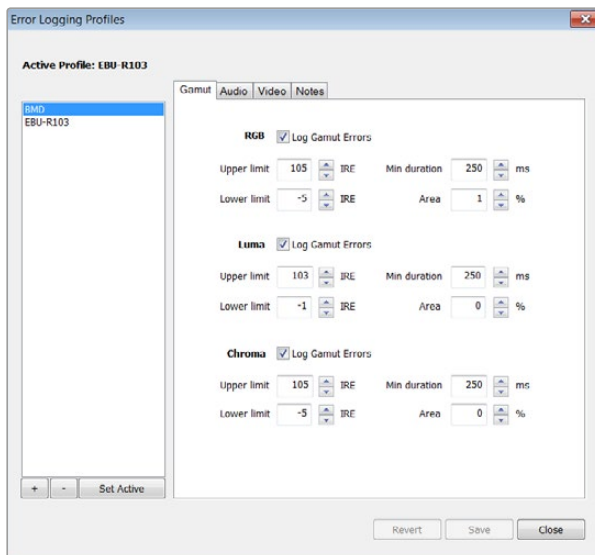 Error Logging Profiles
Active Profile: EBU-R103
BMD
EBU-R103
+ - Set Active
Gamut Audio Video Notes
RGB Log Gamut Errors
Upper limit 105 IRE Min duration 250 ms
Lower limit -5 IRE Area 1 %
Luma Log Gamut Errors
Upper limit 103 IRE Min duration 250 ms
Lower limit -1 IRE Area 0 %
Chroma Log Gamut Errors
Upper limit 105 IRE Min duration 250 ms
Lower limit -5 IRE Area 0 %
Revert Save Close